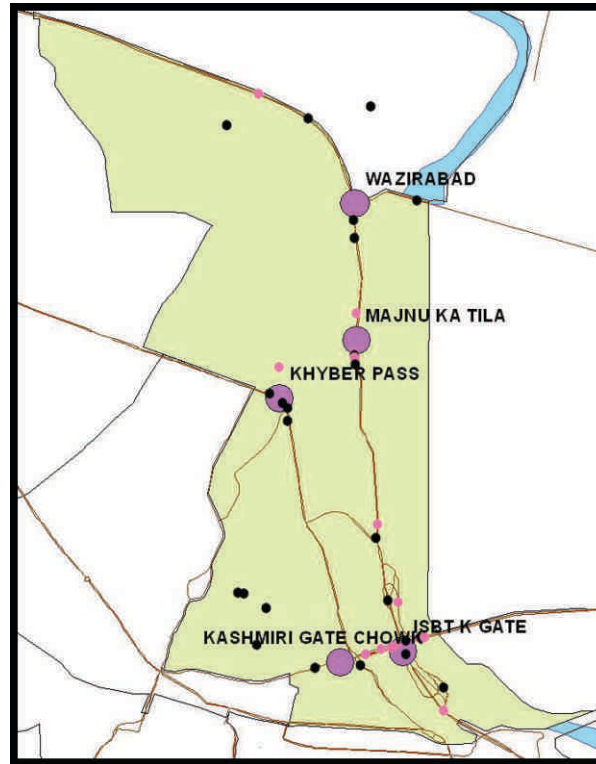 WAZIRABAD
MAJNU KA TILA
KHYBER PASS
ISBT K GATE
KASHMIRI GATE CHOWK